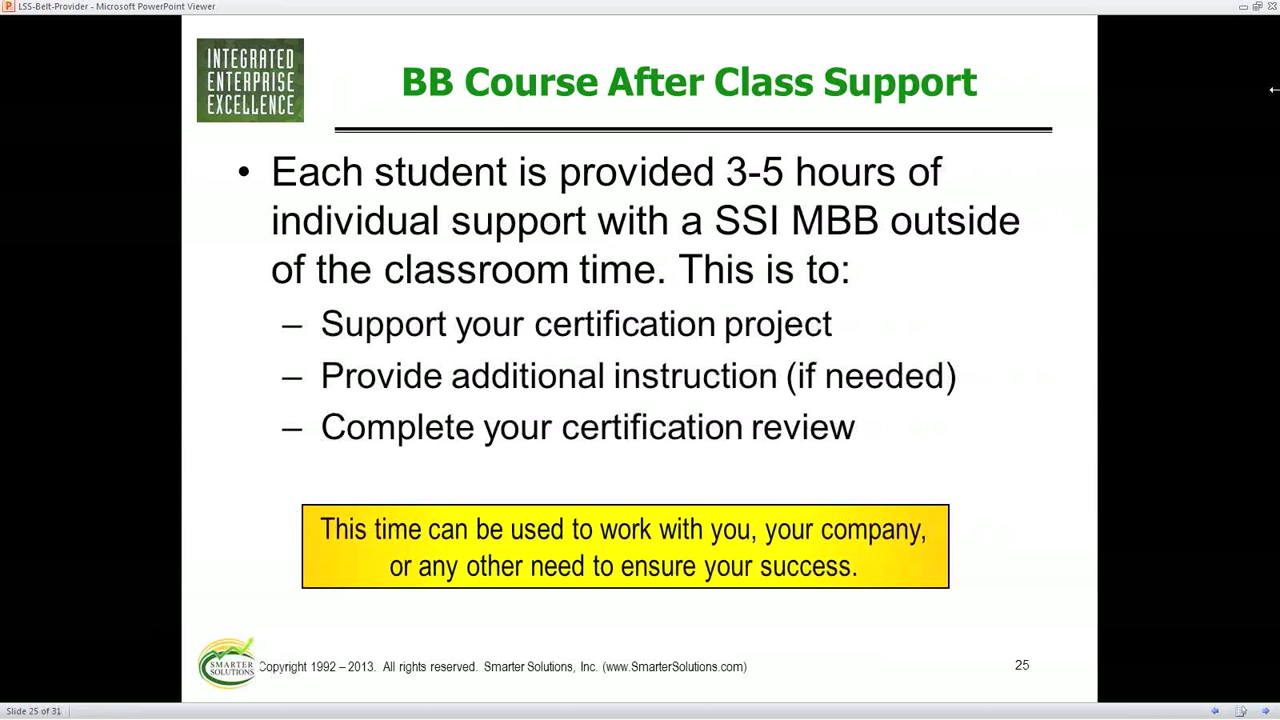 LSS-Belt-Provider - Microsoft PowerPoint Viewer
INTEGRATED
ENTERPRISE
EXCELLENCE
BB Course After Class Support
• Each student is provided 3-5 hours of
individual support with a SSI MBB outside
of the classroom time. This is to:
– Support your certification project
– Provide additional instruction (if needed)
– Complete your certification review
This time can be used to work with you, your company,
or any other need to ensure your success.
SMARTER
SOLUTIONS
Copyright 1992 – 2013. All rights reserved. Smarter Solutions, Inc. (www.SmarterSolutions.com)
25
Slide 25 of 31